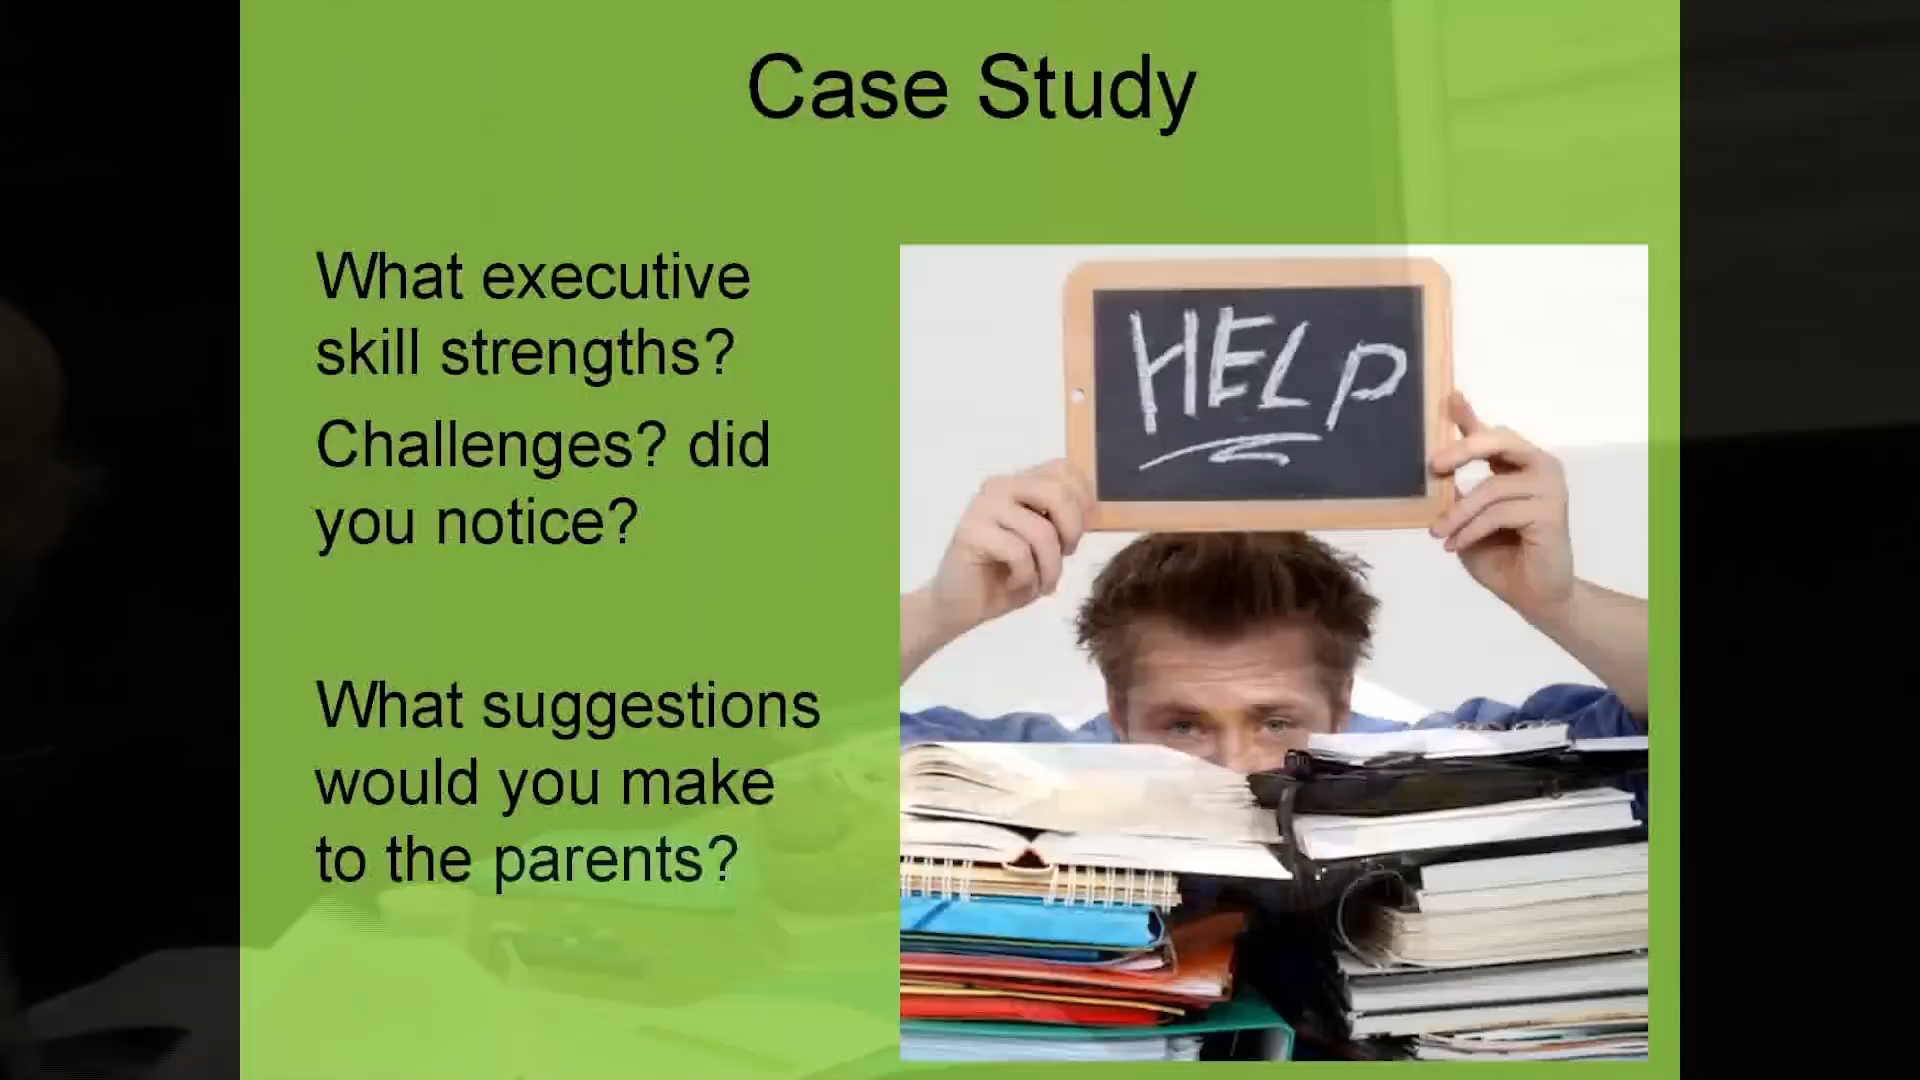 Case Study
What executive
skill strengths?
Challenges? did
you notice?
What suggestions
would you make
to the parents?
HELP